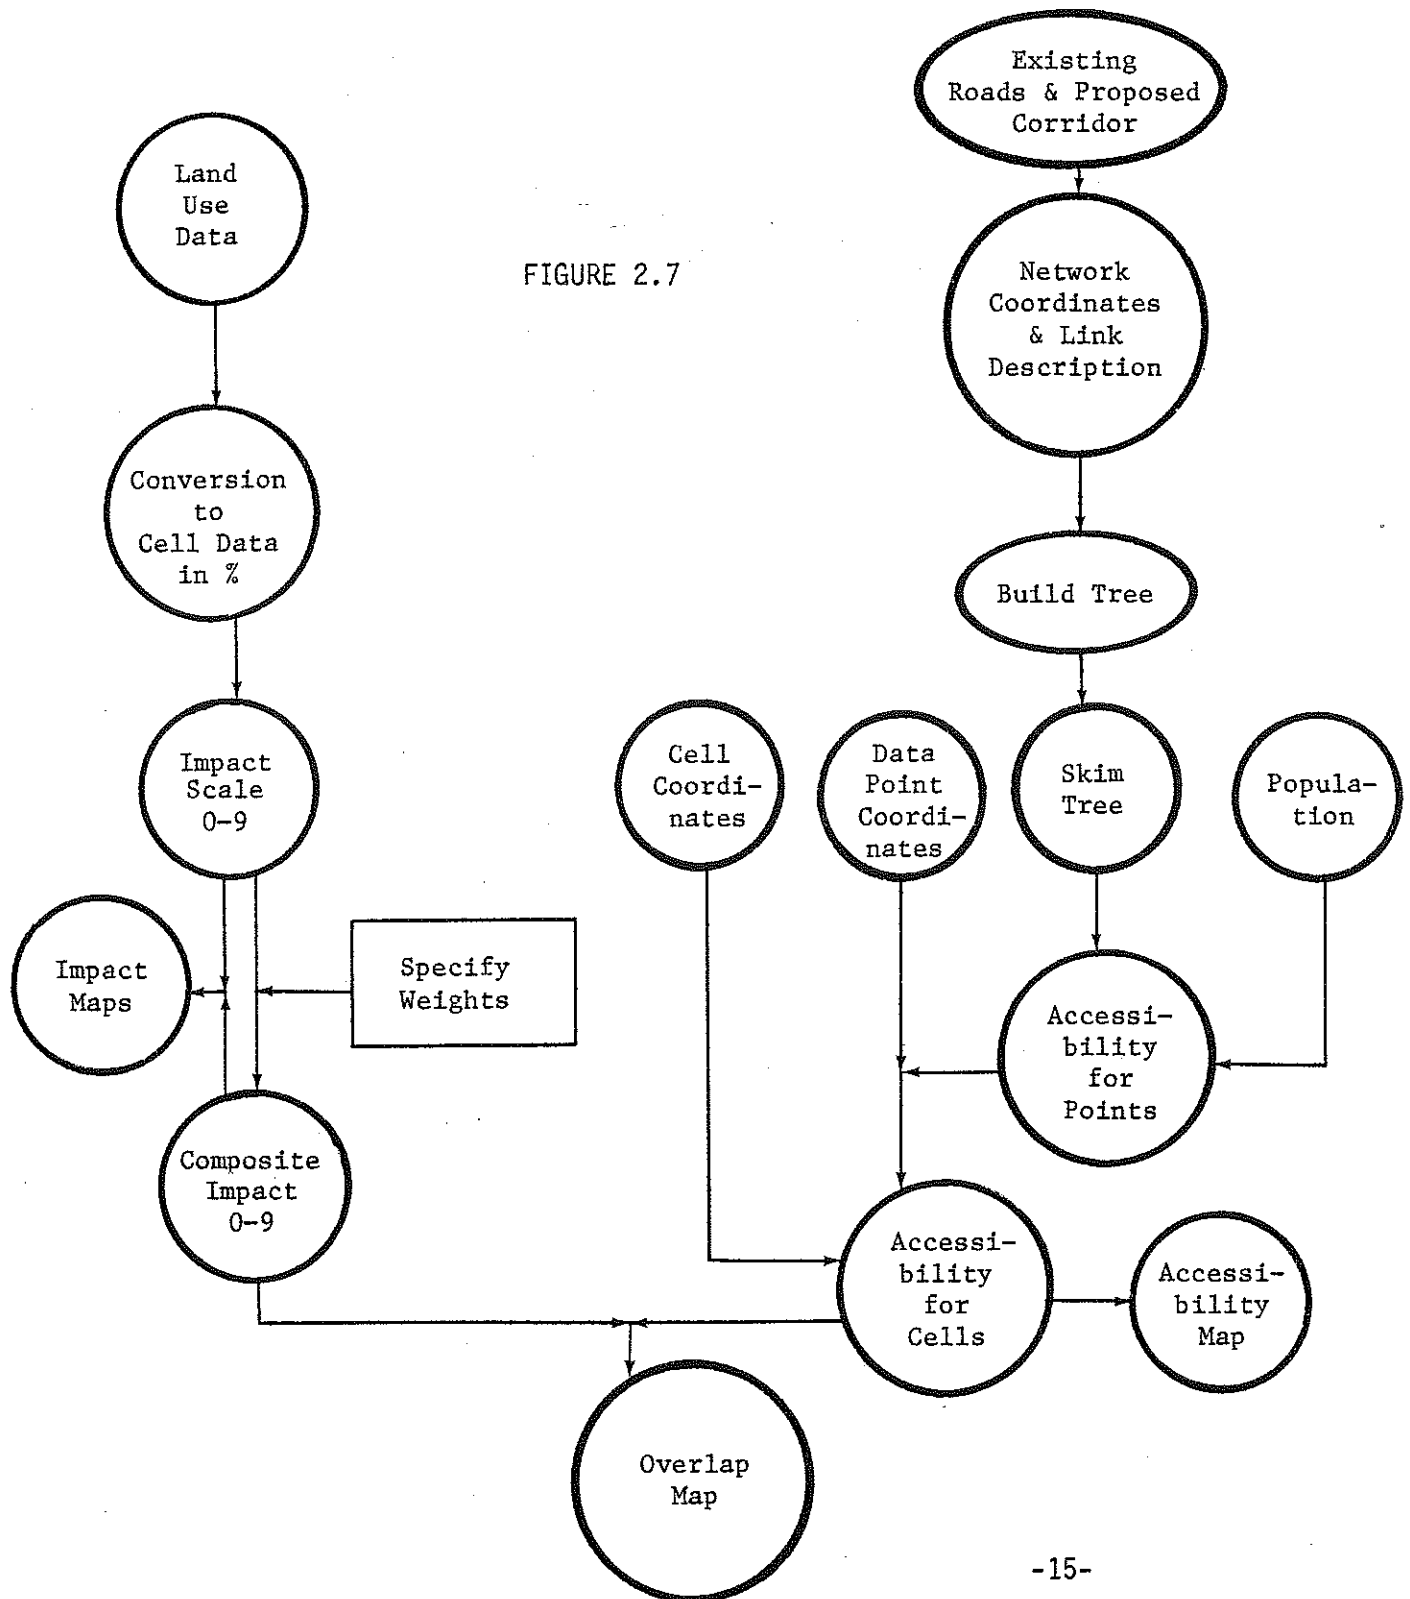 Existing
Roads & Proposed
Corridor
Land
Use
Data
FIGURE 2.7
Network
Coordinates
& Link
Description
Conversion
to
Cell Data
in %
Build Tree
Impact
Scale
0-9
Cell
Coordi-
nates
Data
Point
Coordi-
nates
Skim
Tree
Popula-
tion
Impact
Maps
Specify
Weights
Accessi-
bility
for
Points
Composite
Impact
0-9
Accessi-
bility
for
Cells
Accessi-
bility
Map
Overlap
Map
-15-